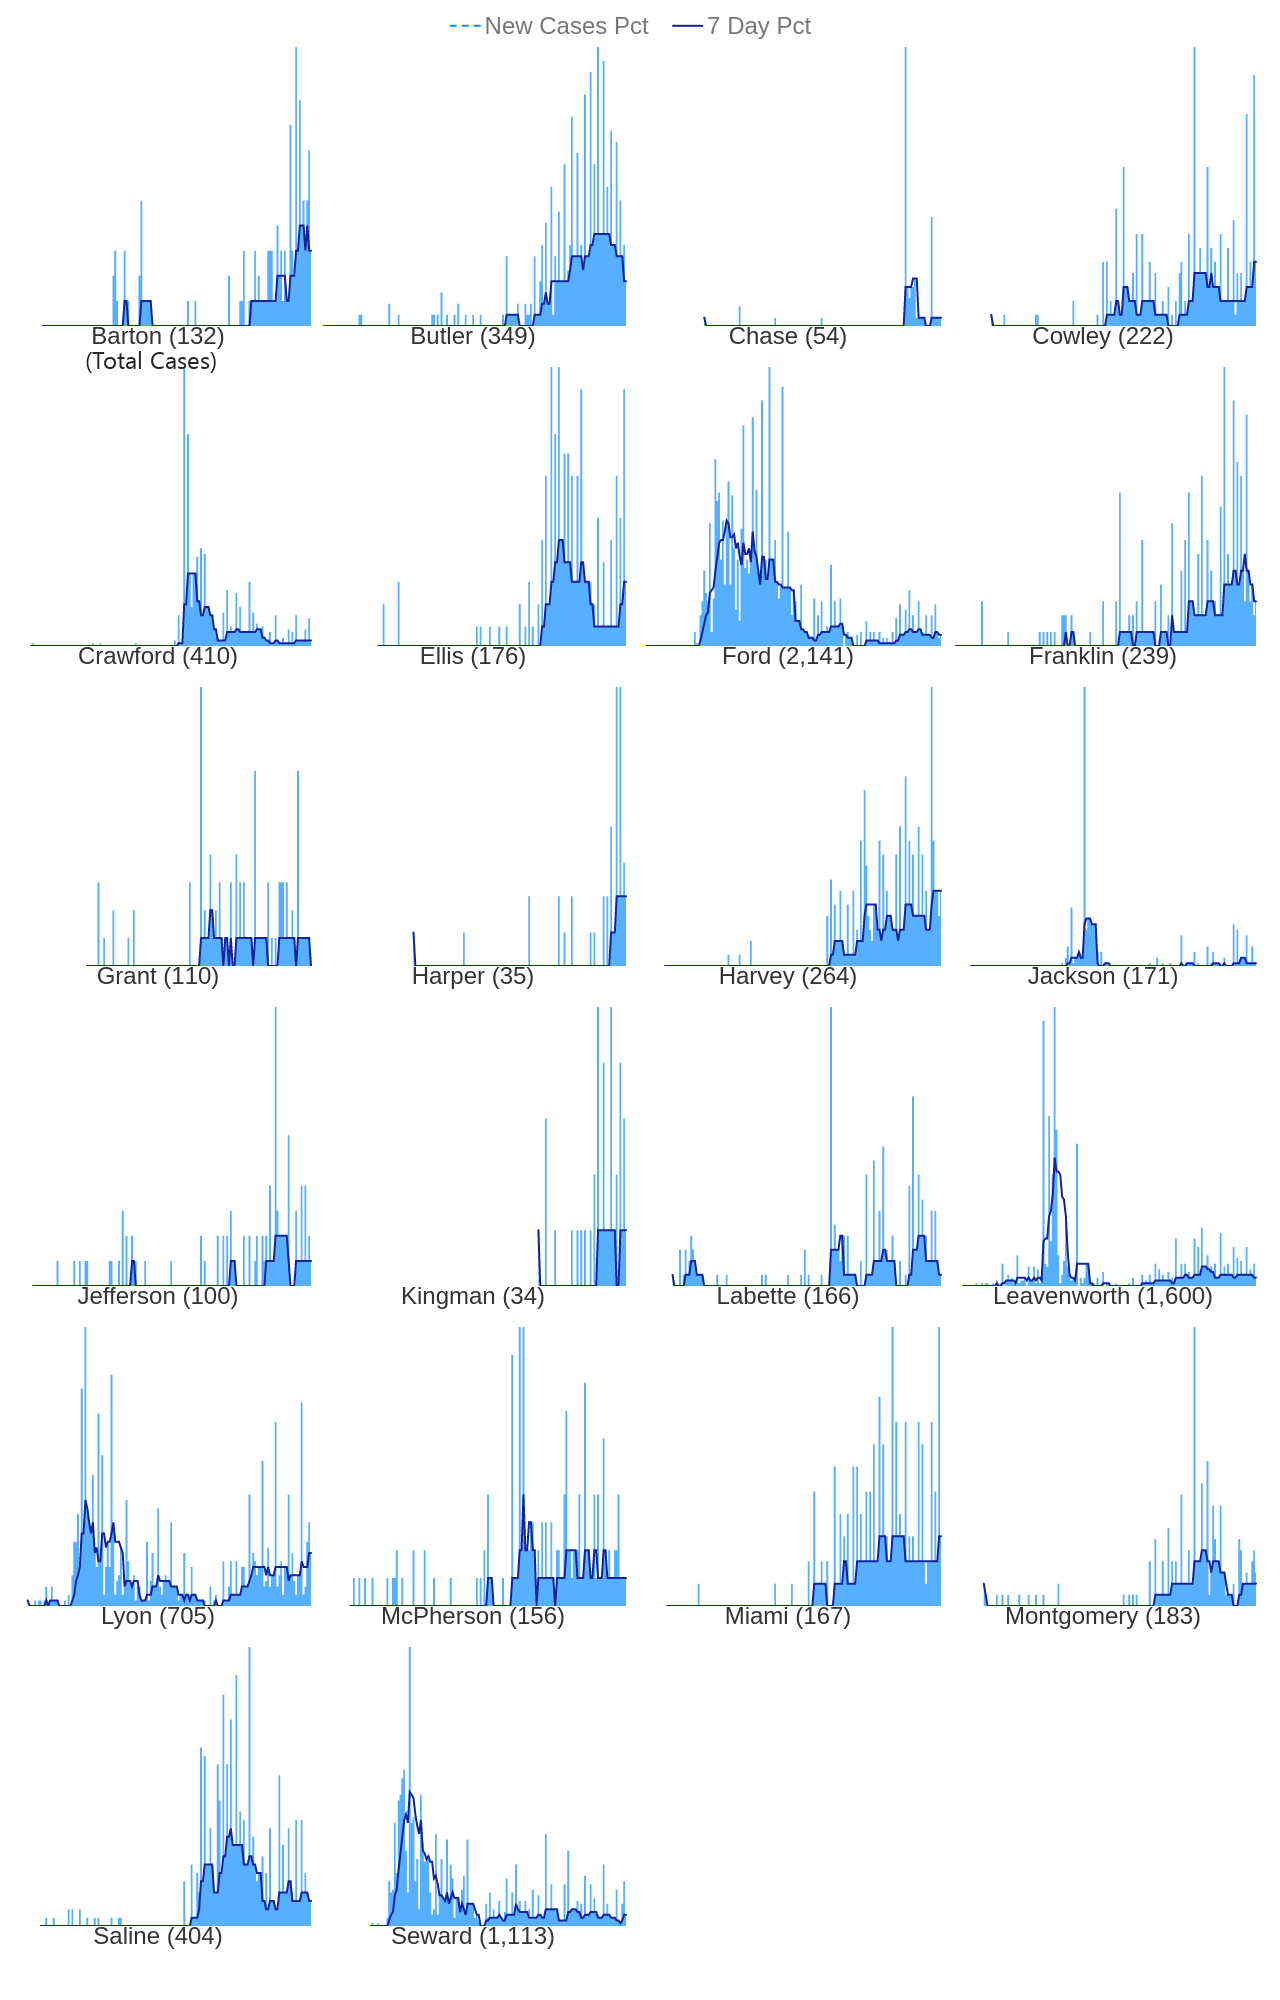 New Cases Pct 7 Day Pct
Barton (132) Butler (349) Chase (54) Cowley (222)
(Total Cases)
Crawford (410) Ellis (176) Ford (2,141) Franklin (239)
Grant (110) Harper (35) Harvey (264) Jackson (171)
Jefferson (100) Kingman (34) Labette (166) Leavenworth (1,600)
Lyon (705) McPherson (156) Miami (167) Montgomery (183)
Saline (404) Seward (1,113)